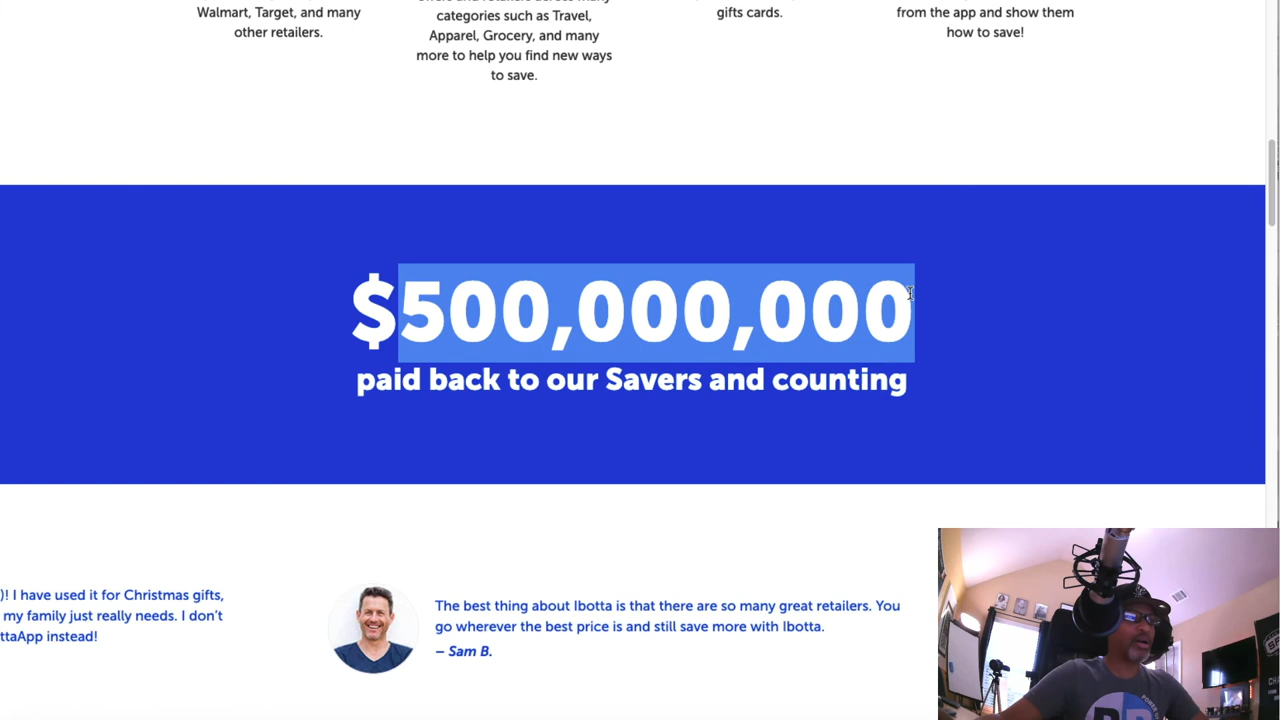 Walmart, Target, and many
other retailers.
categories such as Travel,
Apparel, Grocery, and many
more to help you find new ways
to save.
gifts cards.
from the app and show them
how to save!
$500,000,000
paid back to our Savers and counting
)! I have used it for Christmas gifts,
my family just really needs. I don't
ttaApp instead!
The best thing about Ibotta is that there are so many great retailers. You
go wherever the best price is and still save more with Ibotta.
– Sam B.